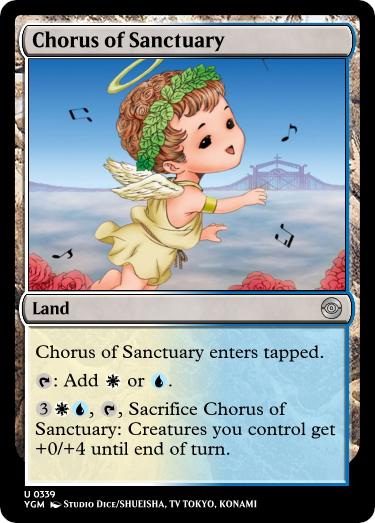 Chorus of Sanctuary
Land
Chorus of Sanctuary enters tapped.
: Add or .
3 , , Sacrifice Chorus of
Sanctuary: Creatures you control get
+0/+4 until end of turn.
U 0339
YGM Studio Dice/SHUEISHA, TV TOKYO, KONAMI